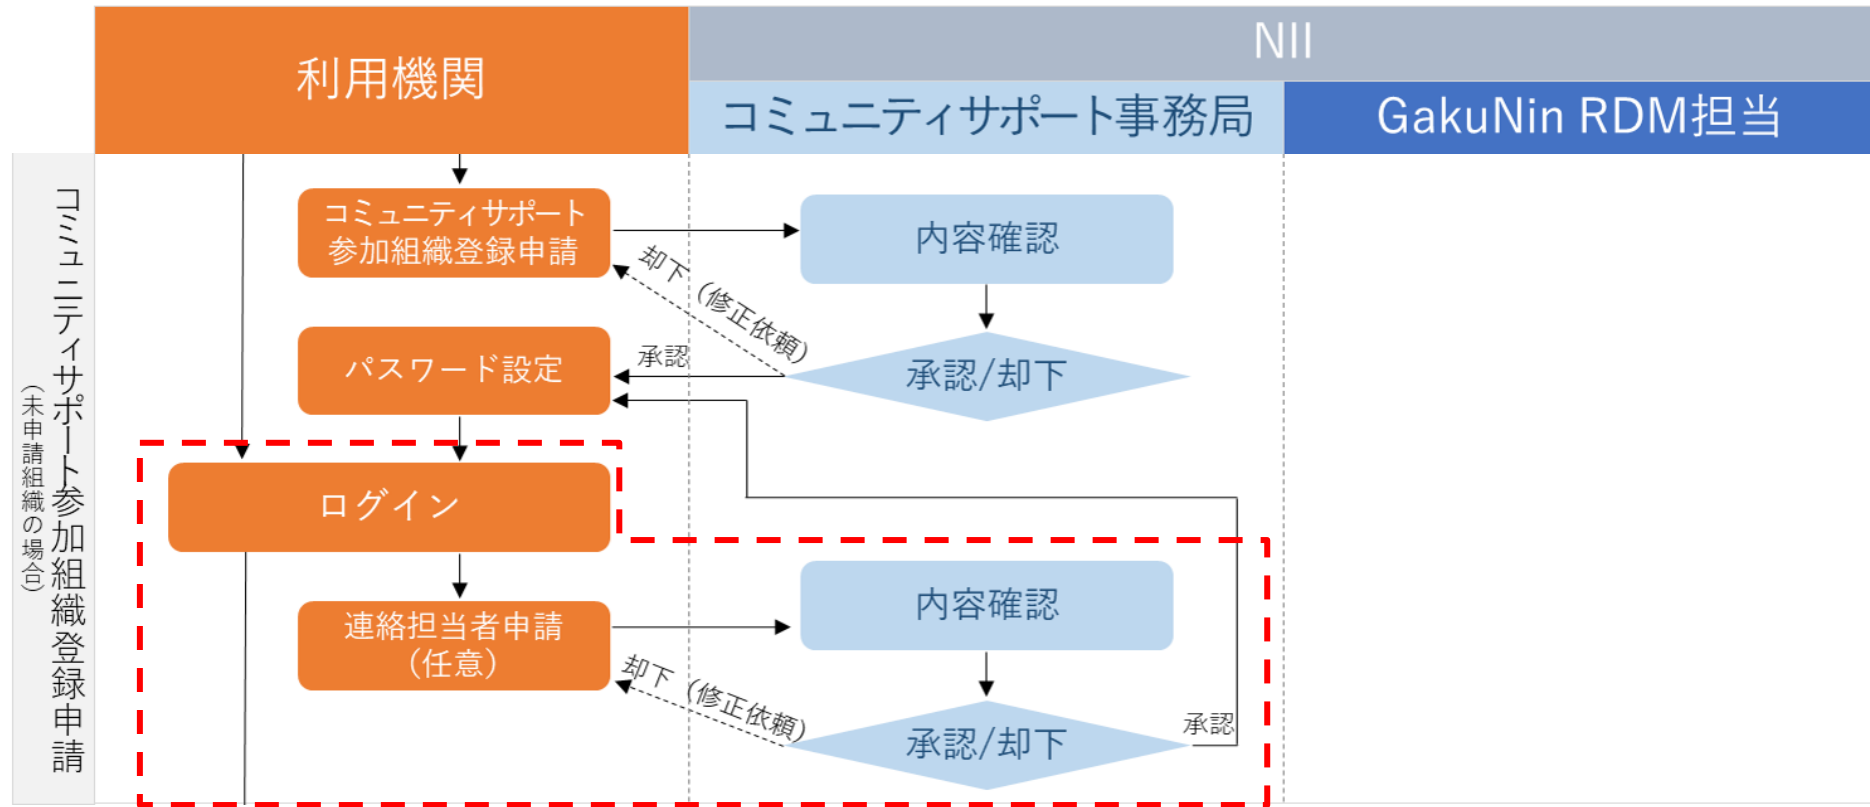 利用機関
NII
コミュニティサポート事務局
GakuNin RDM担当
コミュニティサポート参加組織登録申請
（未申請組織の場合）
コミュニティサポート
参加組織登録申請
内容確認
却下（修正依頼）
パスワード設定
承認
承認/却下
ログイン
連絡担当者申請
（任意）
内容確認
却下（修正依頼）
承認/却下
承認